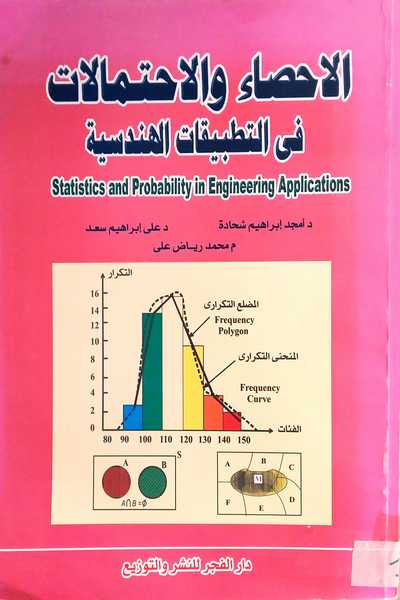 الاحصاء والاحتمالات
فى التطبيقات الهندسية
Statistics and Probability in Engineering Applications
د أمجد إبراهيم شحادة
د على إبراهيم سعد
م محمد رياض على
التكرار
16
14
12
10
8
6
4
2
0
80 90 100 110 120 130 140 150
الفئات
المضلع التكرارى
Frequency
Polygon
المنحنى التكرارى
Frequency
Curve
S
A B
A∩B=Φ
A B C
M
F E D
دار الفجر للنشر والتوزيع